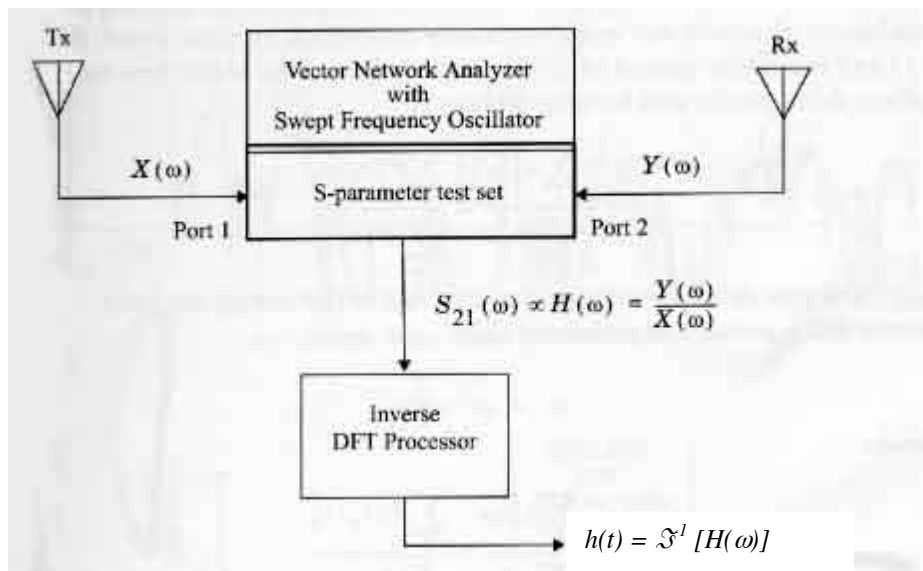 Tx
Rx
Vector Network Analyzer
with
Swept Frequency Oscillator
X(ω)
Y(ω)
S-parameter test set
Port 1
Port 2
S₂₁(ω) ∝ H(ω) = Y(ω)/X(ω)
Inverse
DFT Processor
h(t) = ℑ¹ [H(ω)]